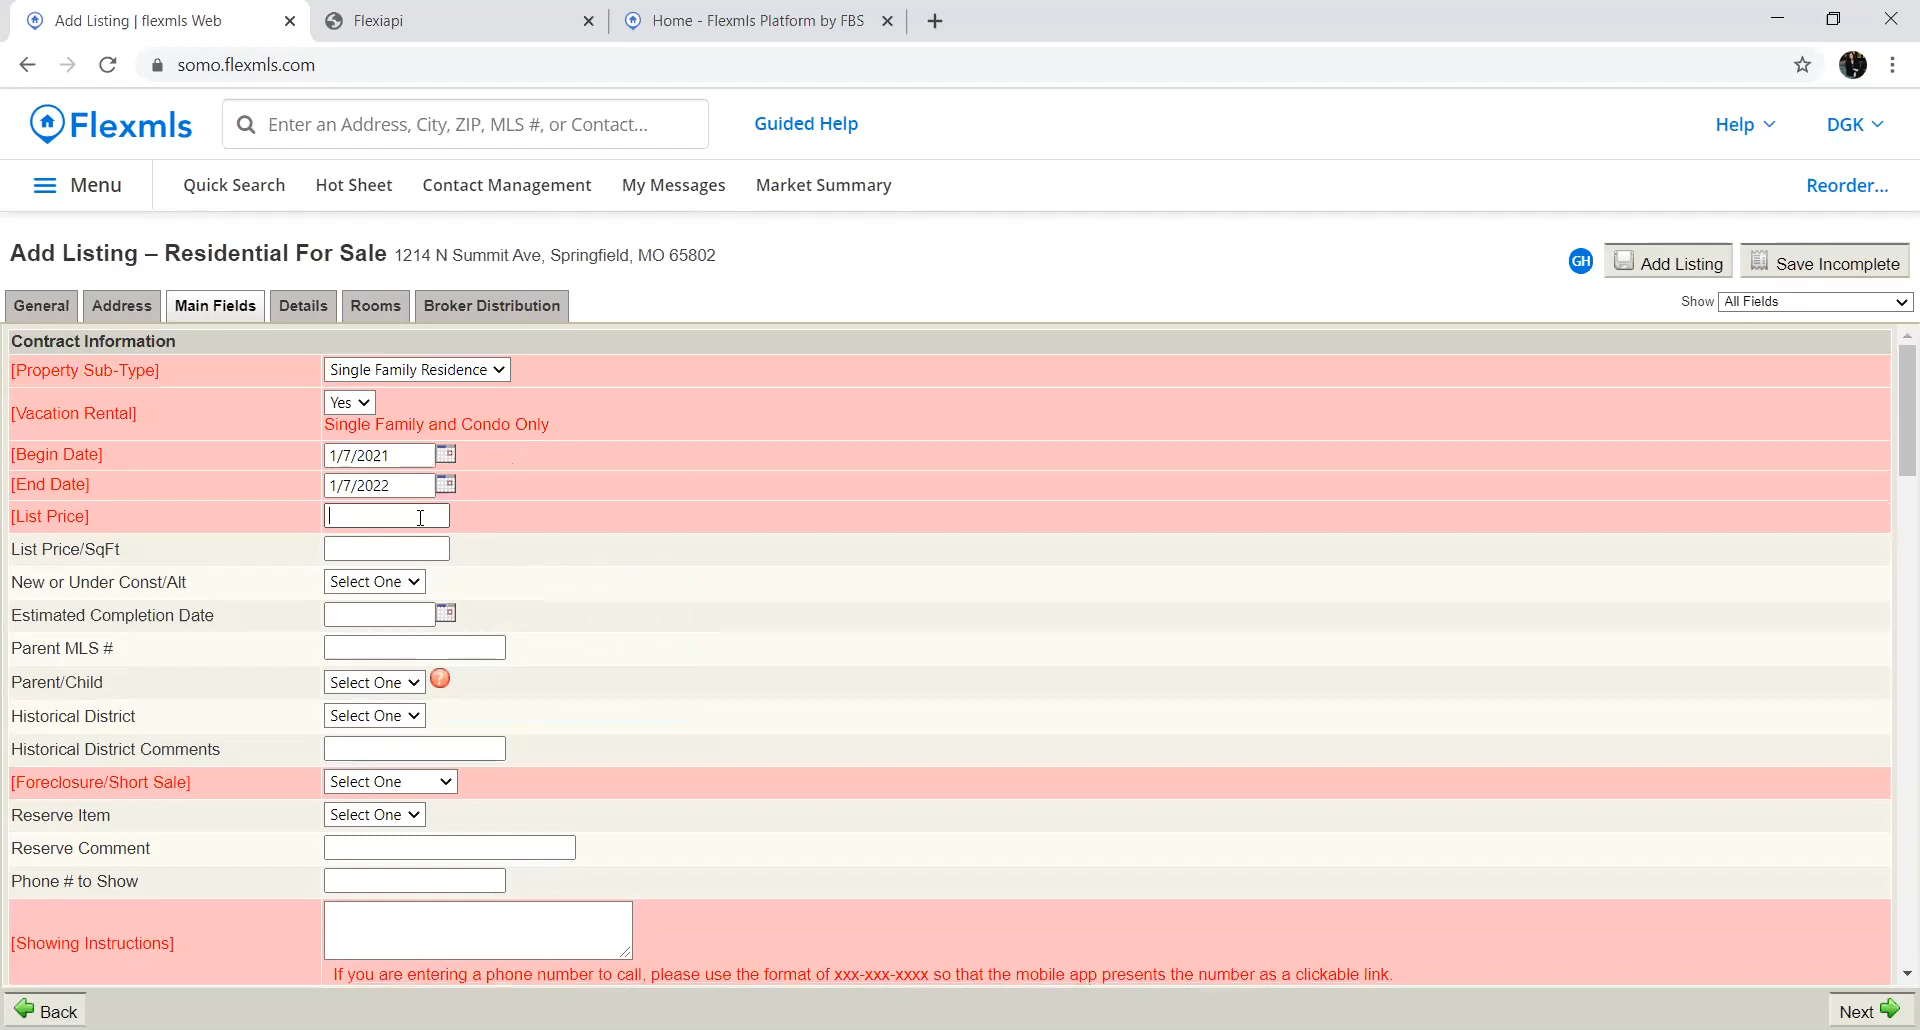 Add Listing | flexmls Web
Flexiapi
Home - Flexmls Platform by FBS
somo.flexmls.com
Flexmls
Enter an Address, City, ZIP, MLS #, or Contact...
Guided Help
Help
DGK
Menu
Quick Search
Hot Sheet
Contact Management
My Messages
Market Summary
Reorder...
Add Listing – Residential For Sale 1214 N Summit Ave, Springfield, MO 65802
GH
Add Listing
Save Incomplete
General
Address
Main Fields
Details
Rooms
Broker Distribution
Show All Fields
Contract Information
[Property Sub-Type] Single Family Residence
[Vacation Rental] Yes
Single Family and Condo Only
[Begin Date] 1/7/2021
[End Date] 1/7/2022
[List Price]
List Price/SqFt
New or Under Const/Alt Select One
Estimated Completion Date
Parent MLS #
Parent/Child Select One ?
Historical District Select One
Historical District Comments
[Foreclosure/Short Sale] Select One
Reserve Item Select One
Reserve Comment
Phone # to Show
[Showing Instructions]
If you are entering a phone number to call, please use the format of xxx-xxx-xxxx so that the mobile app presents the number as a clickable link.
Back
Next